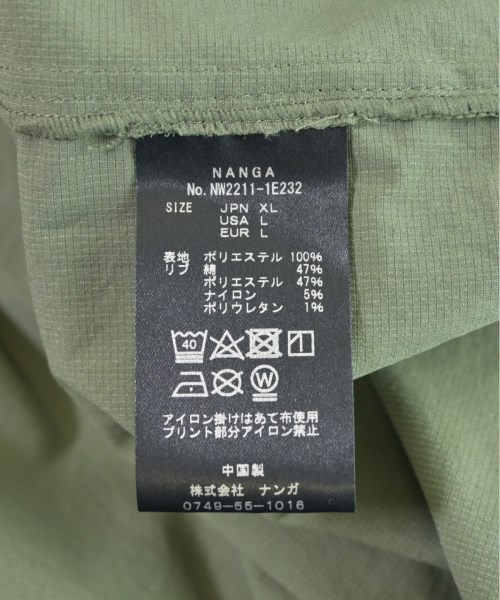 NANGA
No. NW2211-1E232
SIZE JPN XL
USA L
EUR L
表地 ポリエステル 100%
リブ 綿 47%
ポリエステル 47%
ナイロン 5%
ポリウレタン 1%
40
W
アイロン掛けはあて布使用
プリント部分アイロン禁止
中国製
株式会社 ナンガ
0749-55-1016